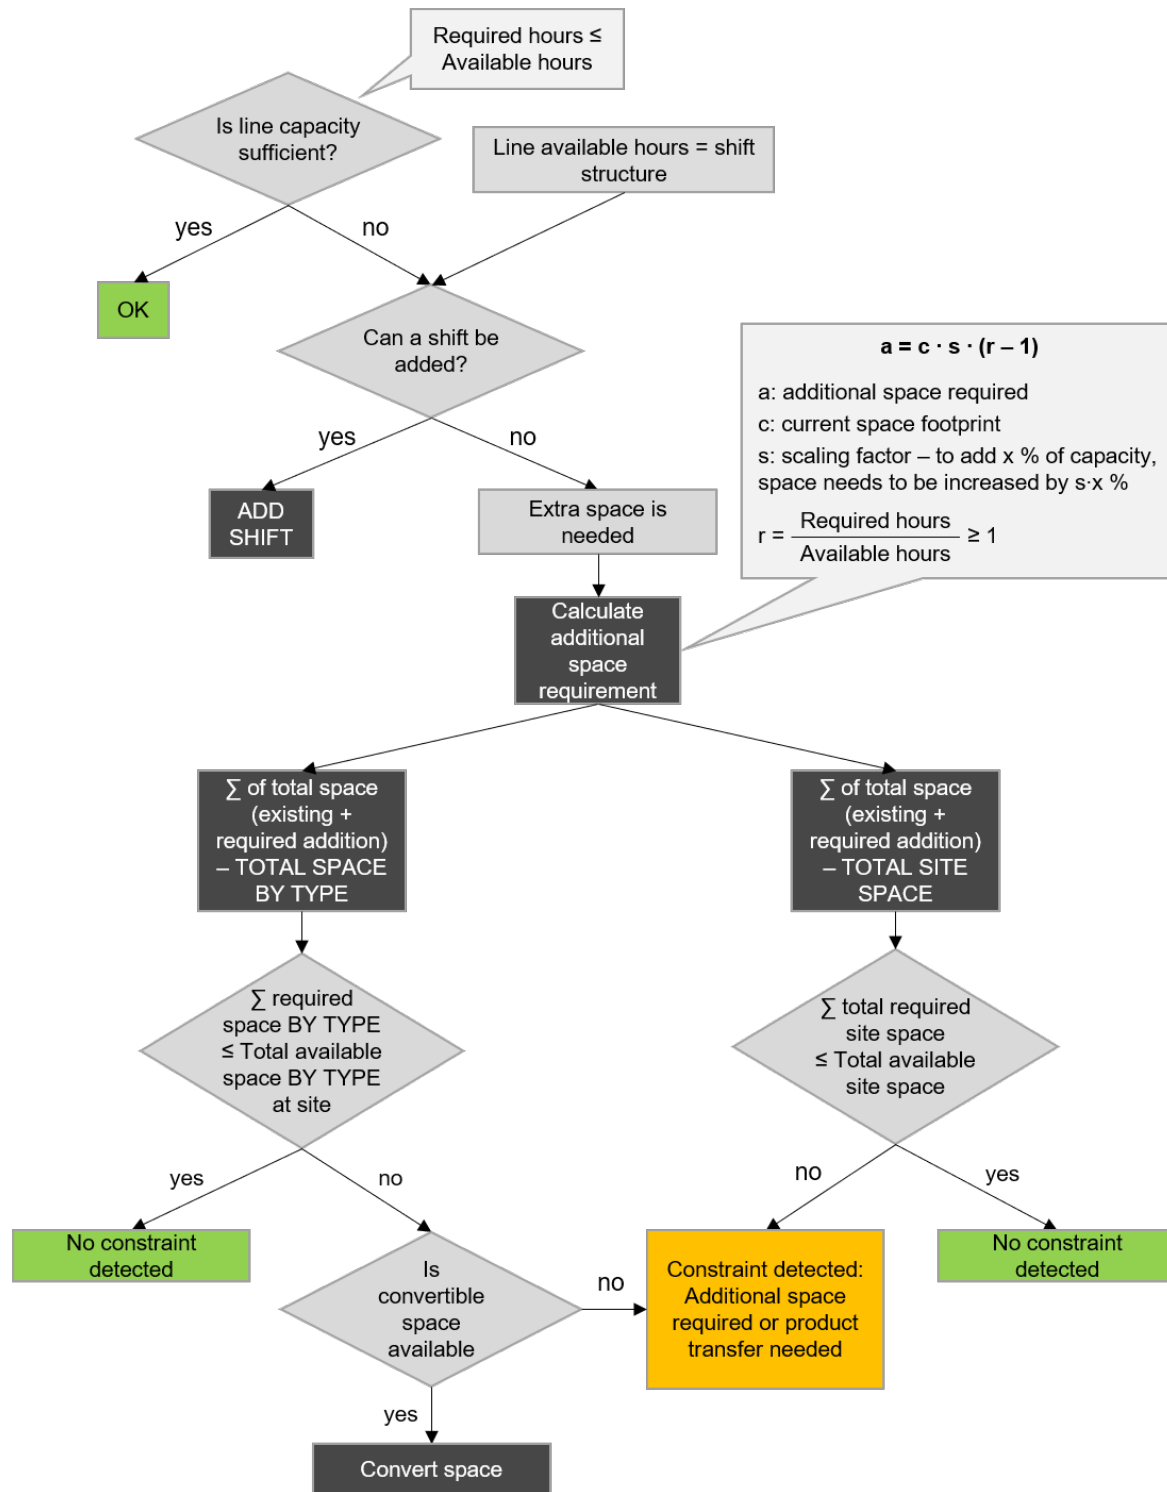 Required hours ≤
Available hours
Is line capacity
sufficient?
Line available hours = shift
structure
yes
no
OK
Can a shift be
added?
a = c · s · (r – 1)
a: additional space required
c: current space footprint
s: scaling factor – to add x % of capacity,
space needs to be increased by s·x %
r = Required hours / Available hours ≥ 1
yes
no
ADD
SHIFT
Extra space is
needed
Calculate
additional
space
requirement
∑ of total space
(existing +
required addition)
– TOTAL SPACE
BY TYPE
∑ of total space
(existing +
required addition)
– TOTAL SITE
SPACE
∑ required
space BY TYPE
≤ Total available
space BY TYPE
at site
∑ total required
site space
≤ Total available
site space
yes
no
no
yes
No constraint
detected
Is
convertible
space
available
no
Constraint detected:
Additional space
required or product
transfer needed
No constraint
detected
yes
Convert space